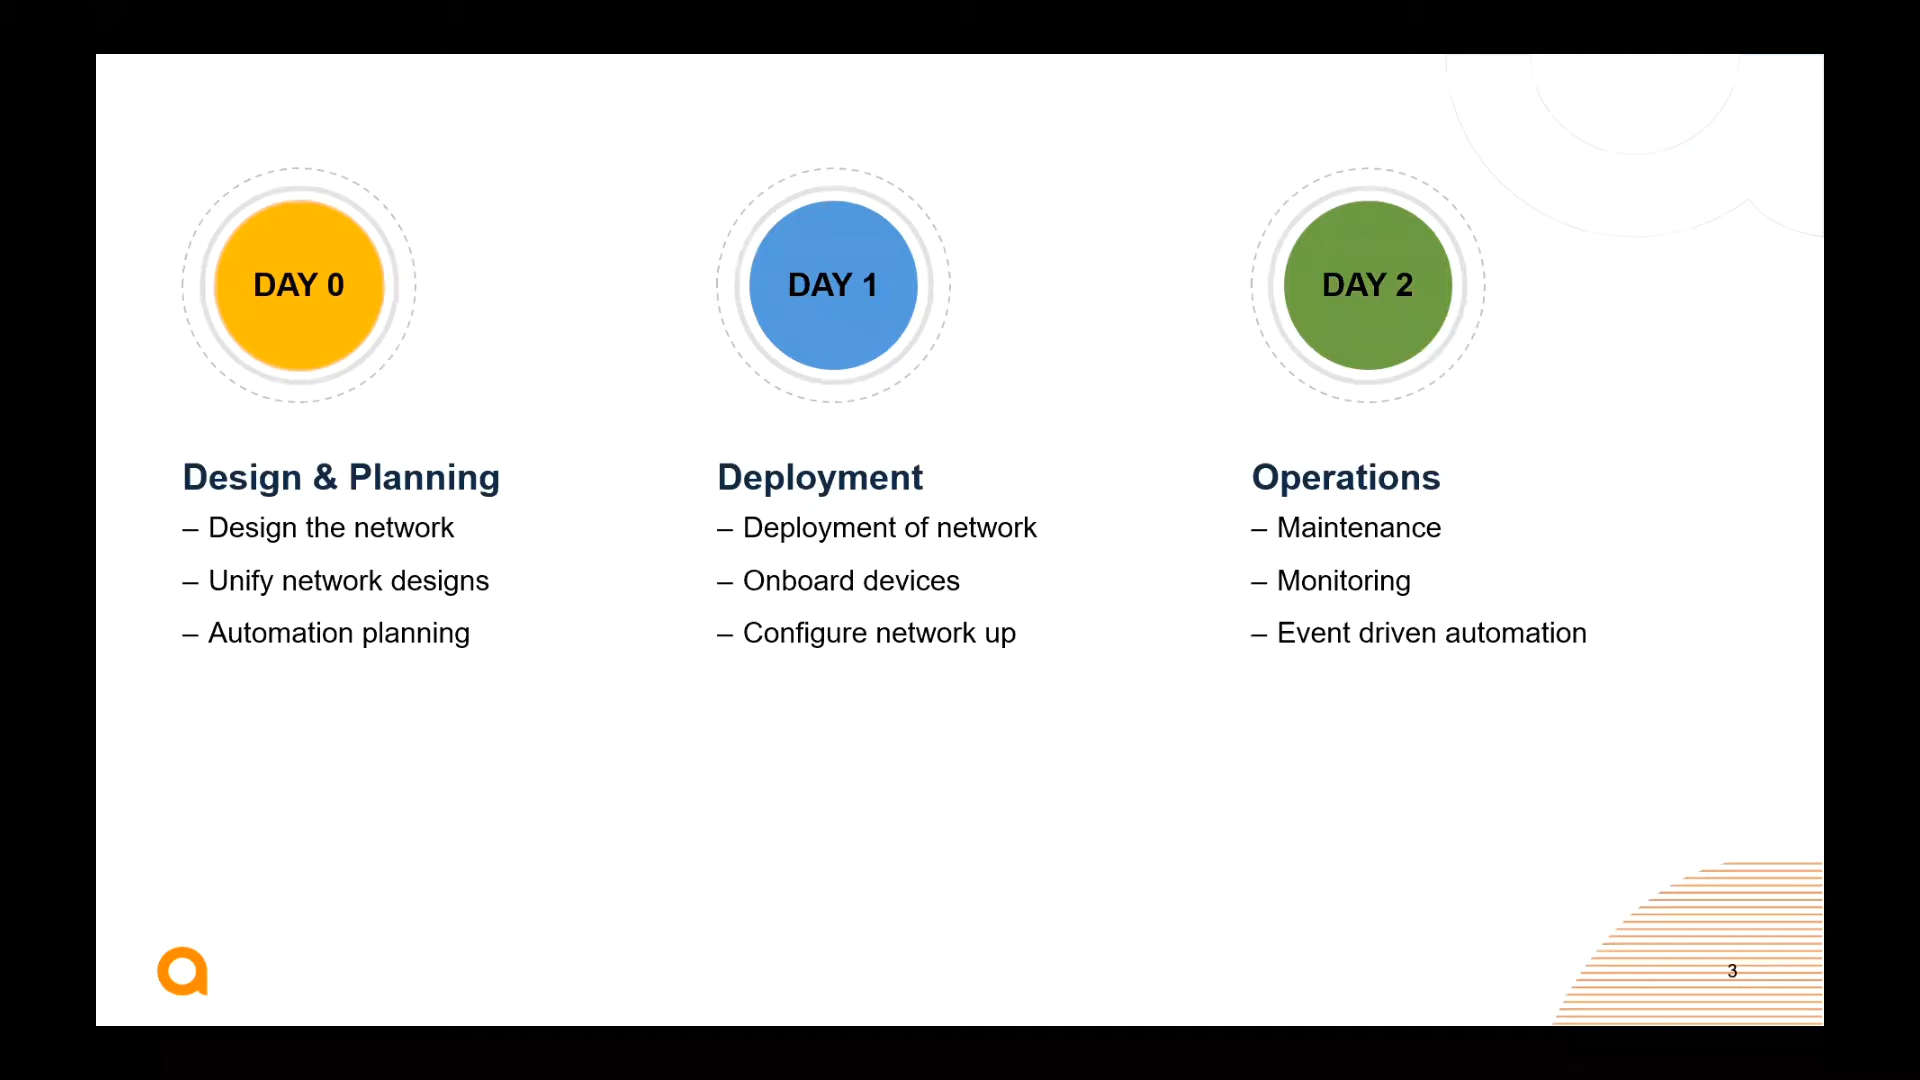 DAY 0
DAY 1
DAY 2
Design & Planning
– Design the network
– Unify network designs
– Automation planning
Deployment
– Deployment of network
– Onboard devices
– Configure network up
Operations
– Maintenance
– Monitoring
– Event driven automation
3